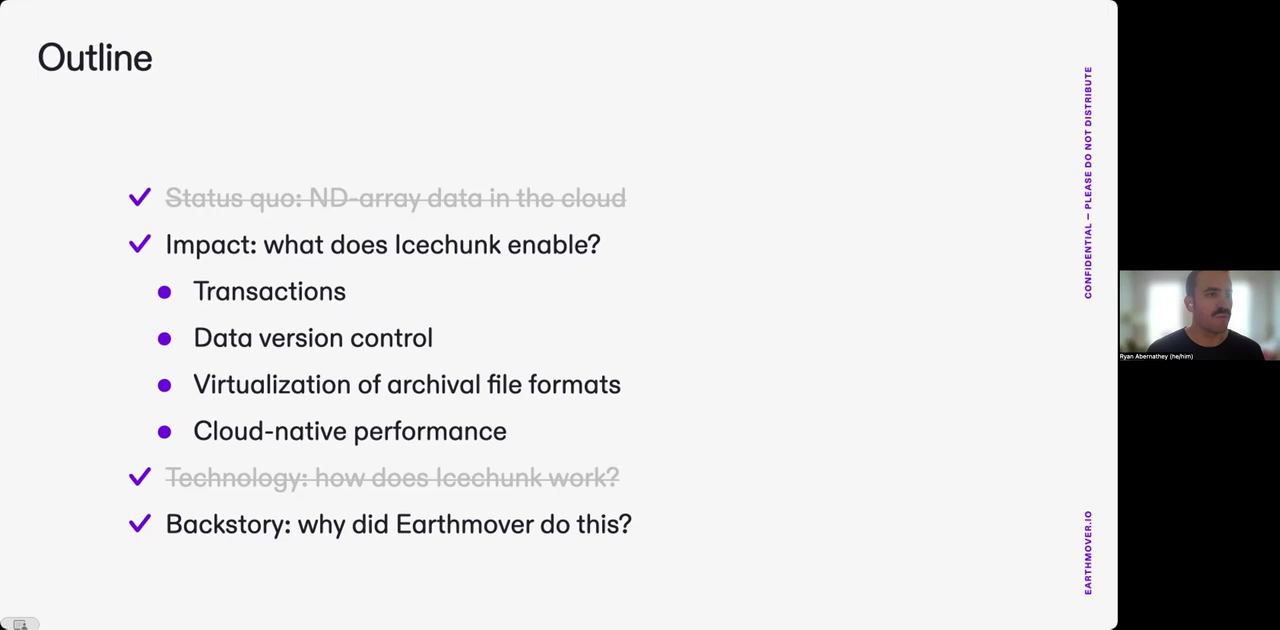 Outline
Status quo: ND-array data in the cloud
Impact: what does Icechunk enable?
Transactions
Data version control
Virtualization of archival file formats
Cloud-native performance
Technology: how does Icechunk work?
Backstory: why did Earthmover do this?
CONFIDENTIAL — PLEASE DO NOT DISTRIBUTE
EARTHMOVER.IO
Ryan Abernathey (he/him)